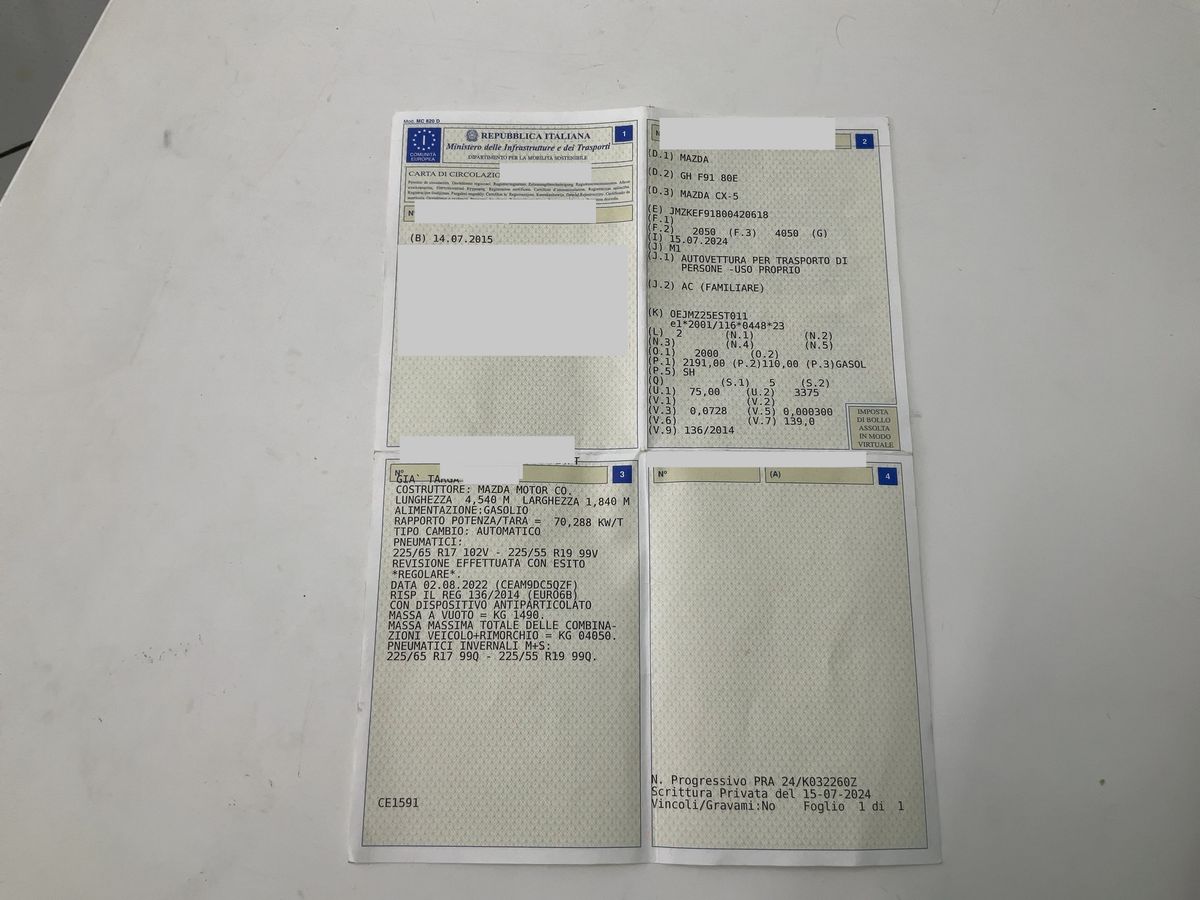 Mod. MC 820 D
COMUNITÀ EUROPEA
I
REPUBBLICA ITALIANA
1
Ministero delle Infrastrutture e dei Trasporti
DIPARTIMENTO PER LA MOBILITÀ SOSTENIBILE
CARTA DI CIRCOLAZIO
N
(B) 14.07.2015
N
2
(D.1) MAZDA
(D.2) GH F91 80E
(D.3) MAZDA CX-5
(E) JMZKEF91800420618
(F.1)
(F.2) 2050 (F.3) 4050 (G)
(I) 15.07.2024
(J) M1
(J.1) AUTOVETTURA PER TRASPORTO DI
PERSONE -USO PROPRIO
(J.2) AC (FAMILIARE)
(K) OEJMZ25EST011
e1*2001/116*0448*23
(L) 2 (N.1) (N.2)
(N.3) (N.4) (N.5)
(O.1) 2000 (O.2)
(P.1) 2191,00 (P.2)110,00 (P.3)GASOL
(P.5) SH
(Q) (S.1) 5 (S.2)
(U.1) 75,00 (U.2) 3375
(V.1) (V.2)
(V.3) 0,0728 (V.5) 0,000300
(V.6) (V.7) 139,0
(V.9) 136/2014
IMPOSTA
DI BOLLO
ASSOLTA
IN MODO
VIRTUALE
N°
3
GIA` TARGA
COSTRUTTORE: MAZDA MOTOR CO.
LUNGHEZZA 4,540 M LARGHEZZA 1,840 M
ALIMENTAZIONE:GASOLIO
RAPPORTO POTENZA/TARA = 70,288 KW/T
TIPO CAMBIO: AUTOMATICO
PNEUMATICI:
225/65 R17 102V - 225/55 R19 99V
REVISIONE EFFETTUATA CON ESITO
*REGOLARE*.
DATA 02.08.2022 (CEAM9DC5QZF)
RISP IL REG 136/2014 (EURO6B)
CON DISPOSITIVO ANTIPARTICOLATO
MASSA A VUOTO = KG 1490.
MASSA MASSIMA TOTALE DELLE COMBINA-
ZIONI VEICOLO+RIMORCHIO = KG 04050.
PNEUMATICI INVERNALI M+S:
225/65 R17 99Q - 225/55 R19 99Q.
CE1591
N° (A)
4
N. Progressivo PRA 24/K032260Z
Scrittura Privata del 15-07-2024
Vincoli/Gravami:No Foglio 1 di 1